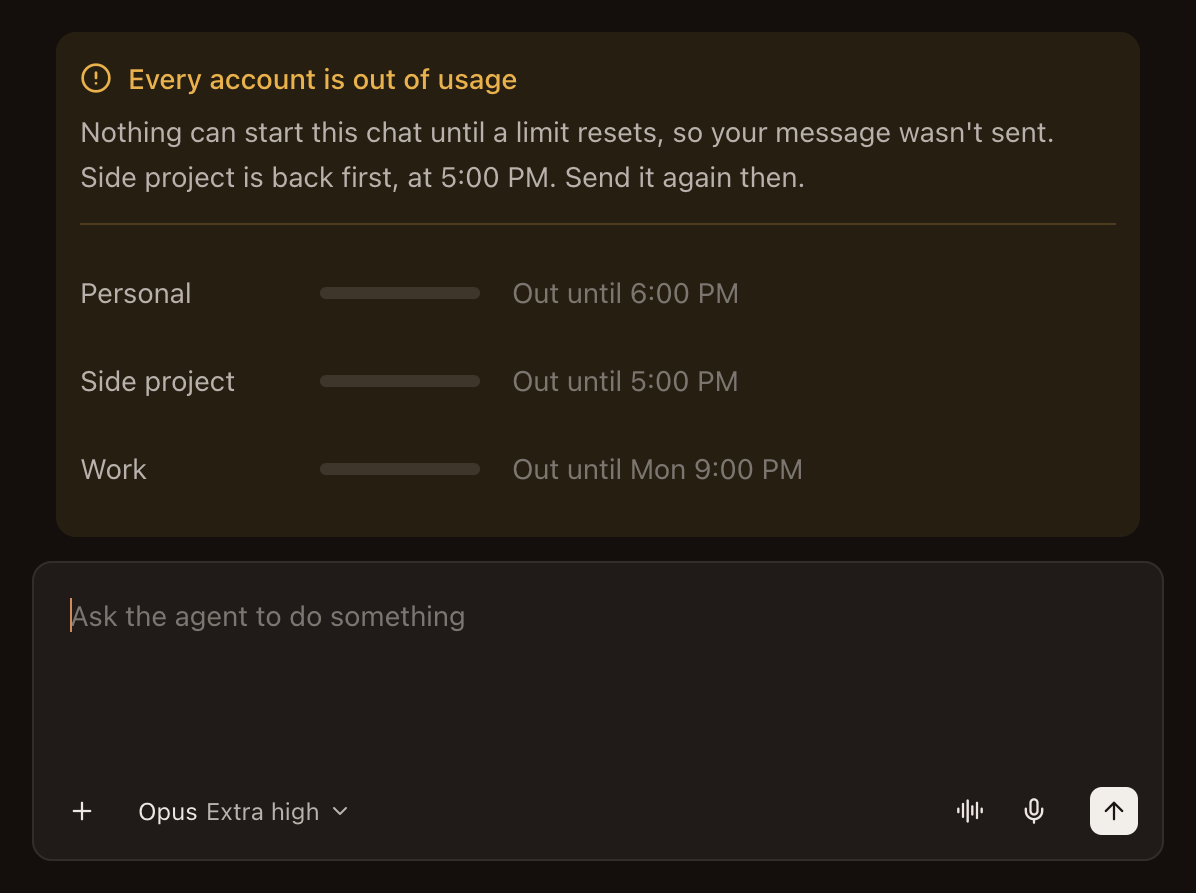 Every account is out of usage
Nothing can start this chat until a limit resets, so your message wasn't sent.
Side project is back first, at 5:00 PM. Send it again then.
Personal Out until 6:00 PM
Side project Out until 5:00 PM
Work Out until Mon 9:00 PM
Ask the agent to do something
Opus Extra high